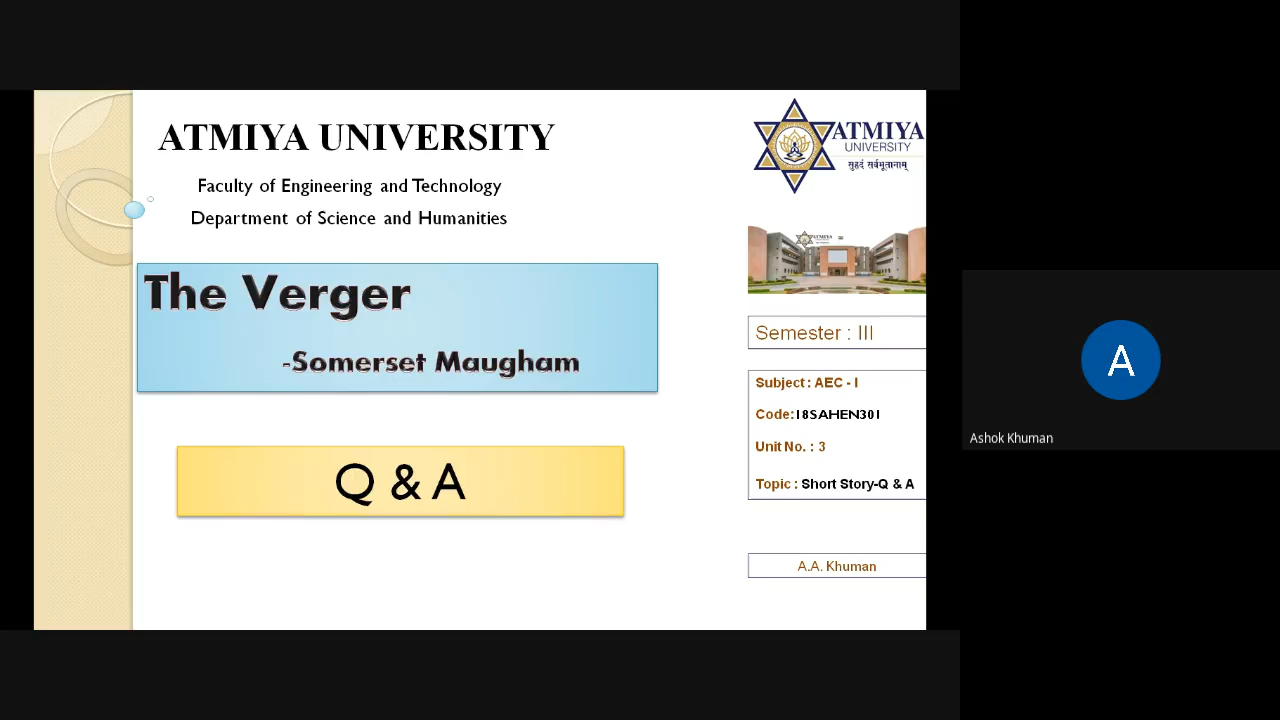 ATMIYA UNIVERSITY
Faculty of Engineering and Technology
Department of Science and Humanities
The Verger
-Somerset Maugham
Q & A
ATMIYA
UNIVERSITY
सुहृदं सर्वभूतानाम्
ATMIYA
Semester : III
Subject : AEC - I
Code:18SAHEN301
Unit No. : 3
Topic : Short Story-Q & A
A.A. Khuman
A
Ashok Khuman